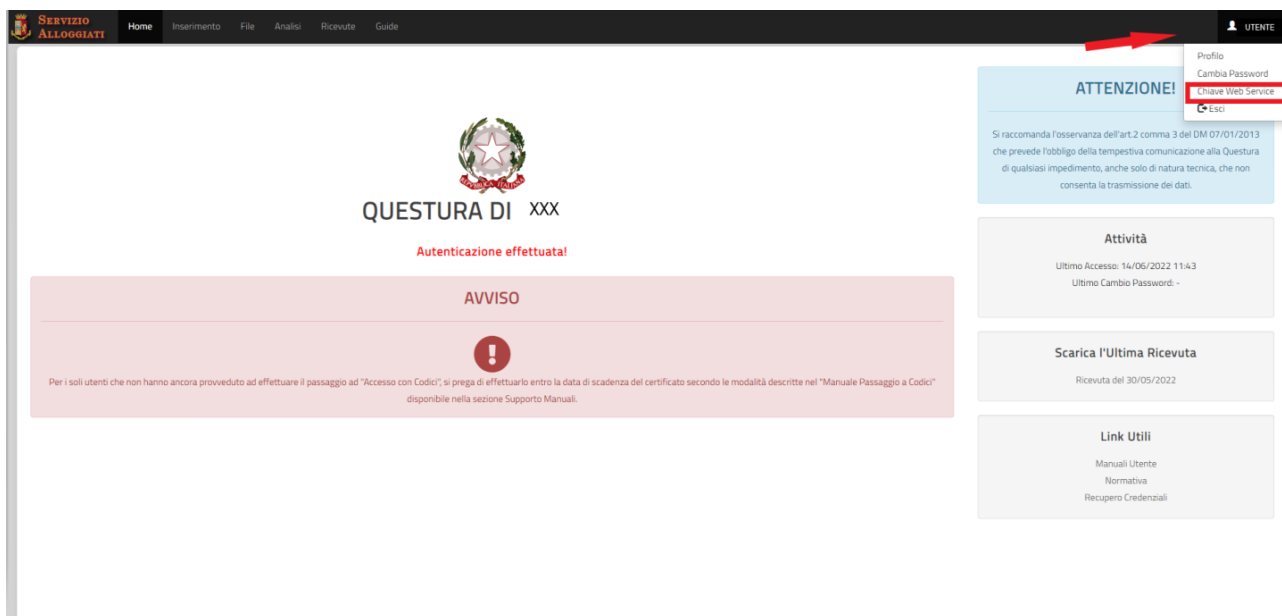 SERVIZIO
ALLOGGIATI
Home Inserimento File Analisi Ricevute Guide
UTENTE
Profilo
Cambia Password
Chiave Web Service
Esci
REPVBBLICA ITALIANA
QUESTURA DI XXX
Autenticazione effettuata!
AVVISO
Per i soli utenti che non hanno ancora provveduto ad effettuare il passaggio ad "Accesso con Codici", si prega di effettuarlo entro la data di scadenza del certificato secondo le modalità descritte nel "Manuale Passaggio a Codici"
disponibile nella sezione Supporto Manuali.
ATTENZIONE!
Si raccomanda l'osservanza dell'art.2 comma 3 del DM 07/01/2013
che prevede l'obbligo della tempestiva comunicazione alla Questura
di qualsiasi impedimento, anche solo di natura tecnica, che non
consenta la trasmissione dei dati.
Attività
Ultimo Accesso: 14/06/2022 11:43
Ultimo Cambio Password: -
Scarica l'Ultima Ricevuta
Ricevuta del 30/05/2022
Link Utili
Manuali Utente
Normativa
Recupero Credenziali